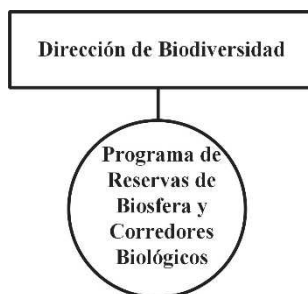 Dirección de Biodiversidad
Programa de
Reservas de
Biosfera y
Corredores
Biológicos